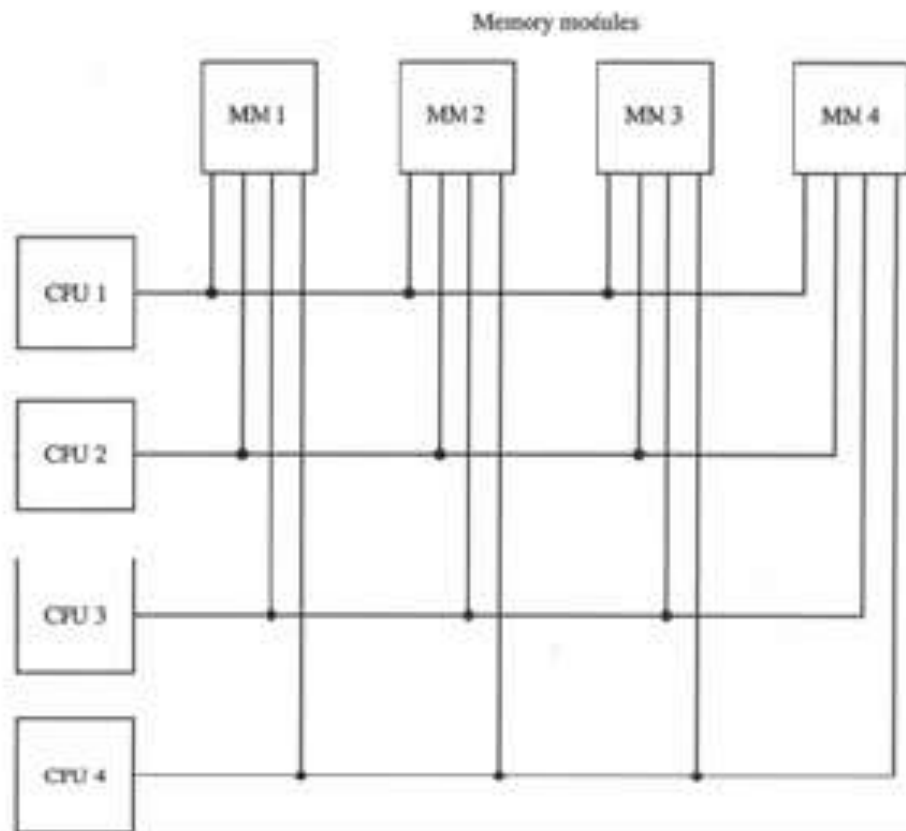 Memory modules
MM 1
MM 2
MM 3
MM 4
CPU 1
CPU 2
CPU 3
CPU 4